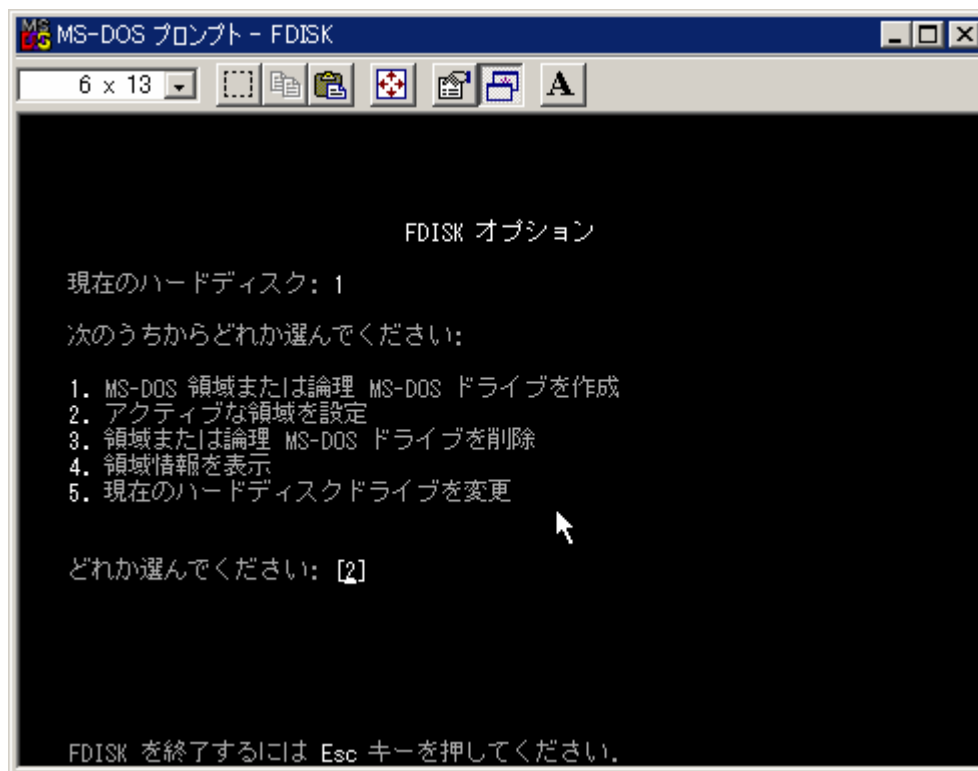 MS-DOS プロンプト - FDISK
6 x 13
A
FDISK オプション
現在のハードディスク: 1
次のうちからどれか選んでください:
1. MS-DOS 領域または論理 MS-DOS ドライブを作成
2. アクティブな領域を設定
3. 領域または論理 MS-DOS ドライブを削除
4. 領域情報を表示
5. 現在のハードディスクドライブを変更
どれか選んでください: [2]
FDISK を終了するには Esc キーを押してください.